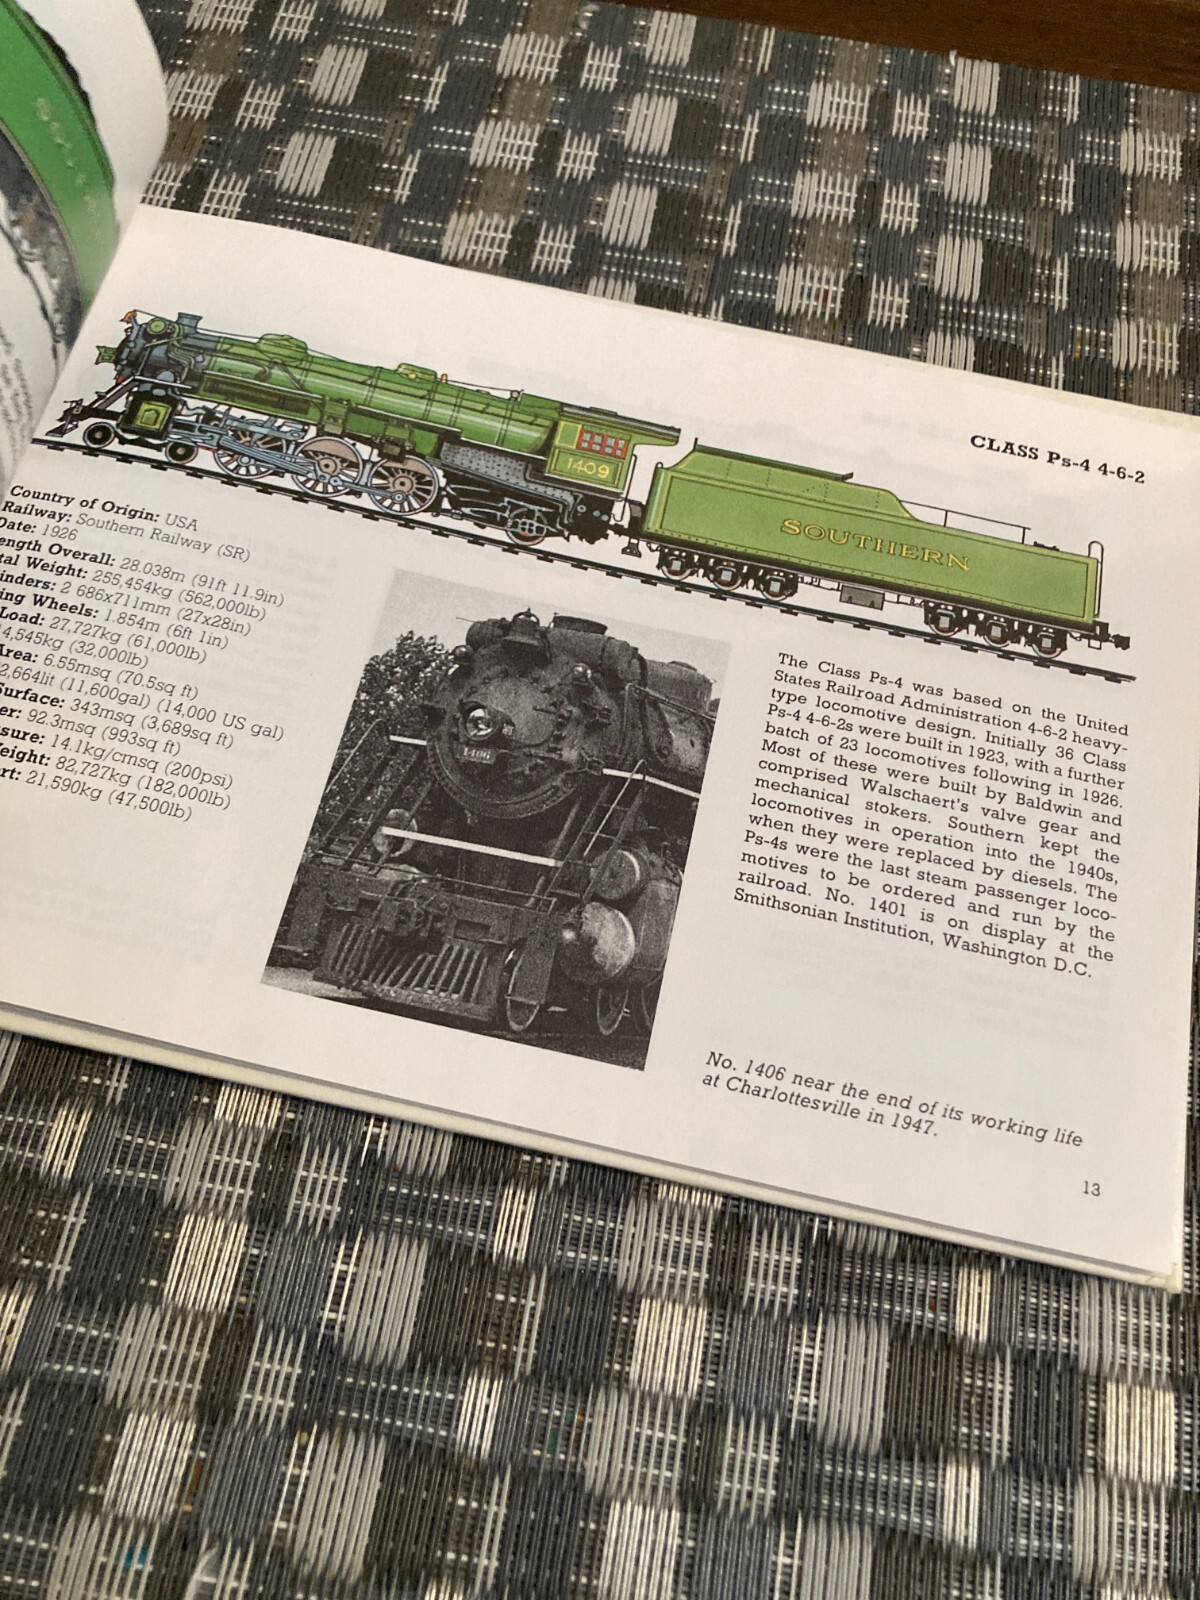 CLASS Ps-4 4-6-2
1409
SOUTHERN
Country of Origin: USA
Railway: Southern Railway (SR)
Date: 1926
ength Overall: 28.038m (91ft 11.9in)
tal Weight: 255,454kg (562,000lb)
inders: 2 686x711mm (27x28in)
ing Wheels: 1.854m (6ft 1in)
Load: 27,727kg (61,000lb)
4,545kg (32,000lb)
Area: 6.55msq (70.5sq ft)
2,664lit (11,600gal) (14,000 US gal)
Surface: 343msq (3,689sq ft)
er: 92.3msq (993sq ft)
sure: 14.1kg/cmsq (200psi)
eight: 82,727kg (182,000lb)
rt: 21,590kg (47,500lb)
The Class Ps-4 was based on the United
States Railroad Administration 4-6-2 heavy-
type locomotive design. Initially 36 Class
Ps-4 4-6-2s were built in 1923, with a further
batch of 23 locomotives following in 1926.
Most of these were built by Baldwin and
comprised Walschaert's valve gear and
mechanical stokers. Southern kept the
locomotives in operation into the 1940s,
when they were replaced by diesels. The
Ps-4s were the last steam passenger loco-
motives to be ordered and run by the
railroad. No. 1401 is on display at the
Smithsonian Institution, Washington D.C.
No. 1406 near the end of its working life
at Charlottesville in 1947.
13